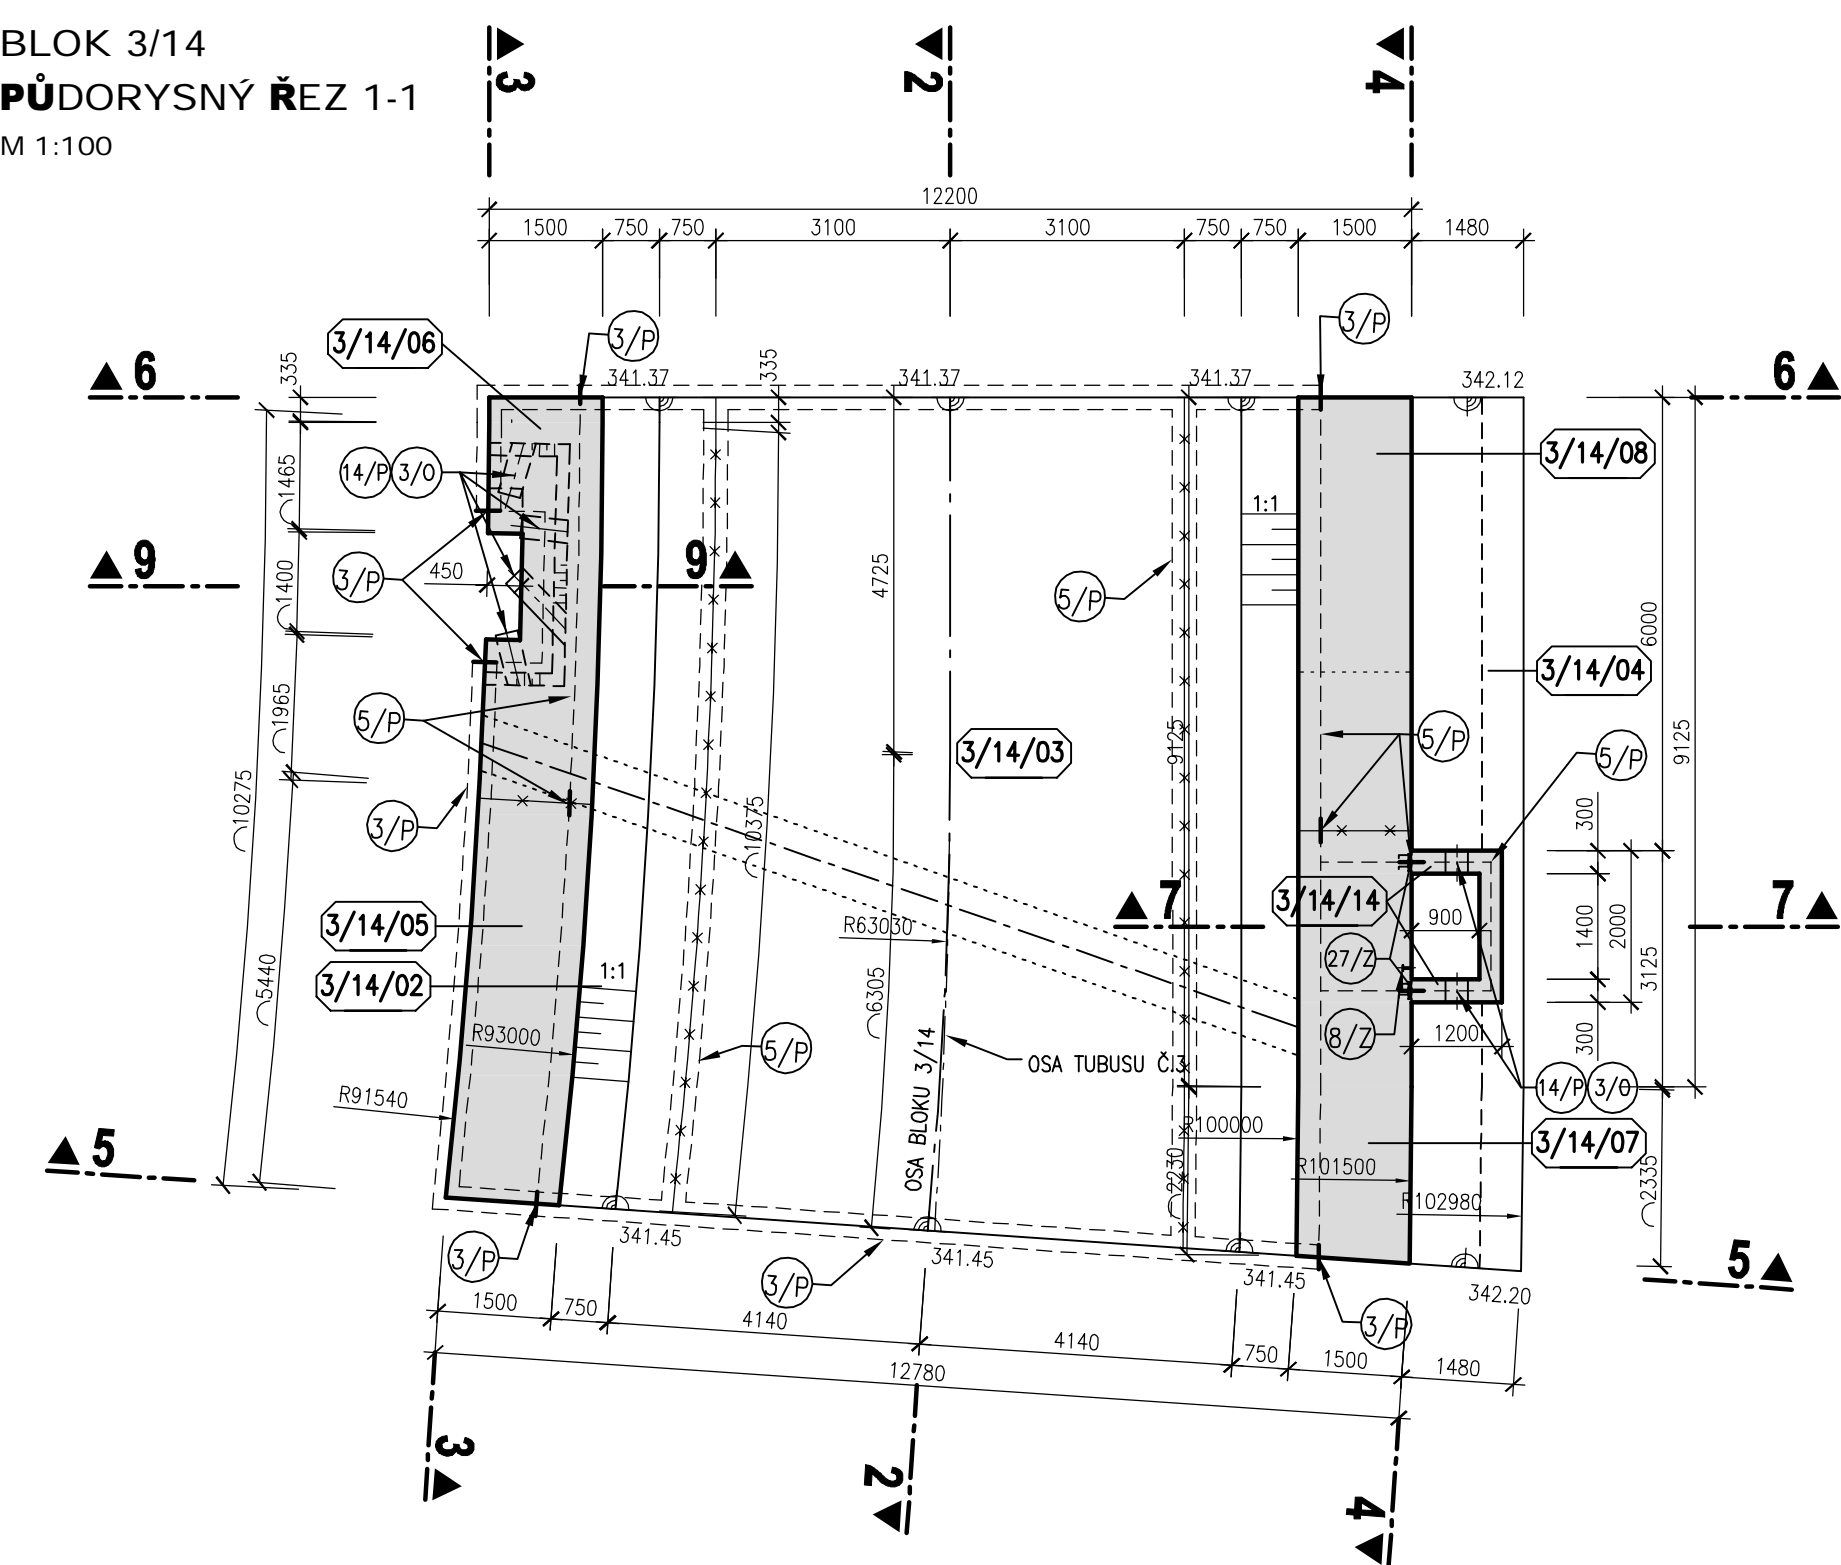 BLOK 3/14
PŮDORYSNÝ ŘEZ 1-1
M 1:100
3
2
4
12200
1500
750
750
3100
3100
750
750
1500
1480
3/14/06
3/P
3/P
6
335
341.37
335
341.37
341.37
342.12
6
14/P
3/O
1465
3/14/08
1:1
9
3/P
450
1400
9
4725
5/P
6000
3/14/04
1965
5/P
3/14/03
9125
5/P
5/P
9125
10275
3/P
10375
300
3/14/05
R63030
7
3/14/14
900
1400
2000
7
5440
3/14/02
1:1
6305
27/Z
3125
R93000
5/P
OSA BLOKU 3/14
OSA TUBUSU Č.3
8/Z
1200
300
R91540
14/P
3/O
R100000
3/14/07
5
2230
R101500
2335
R102980
3/P
341.45
341.45
3/P
341.45
342.20
5
1500
750
4140
4140
3/P
750
1500
1480
12780
3
2
4